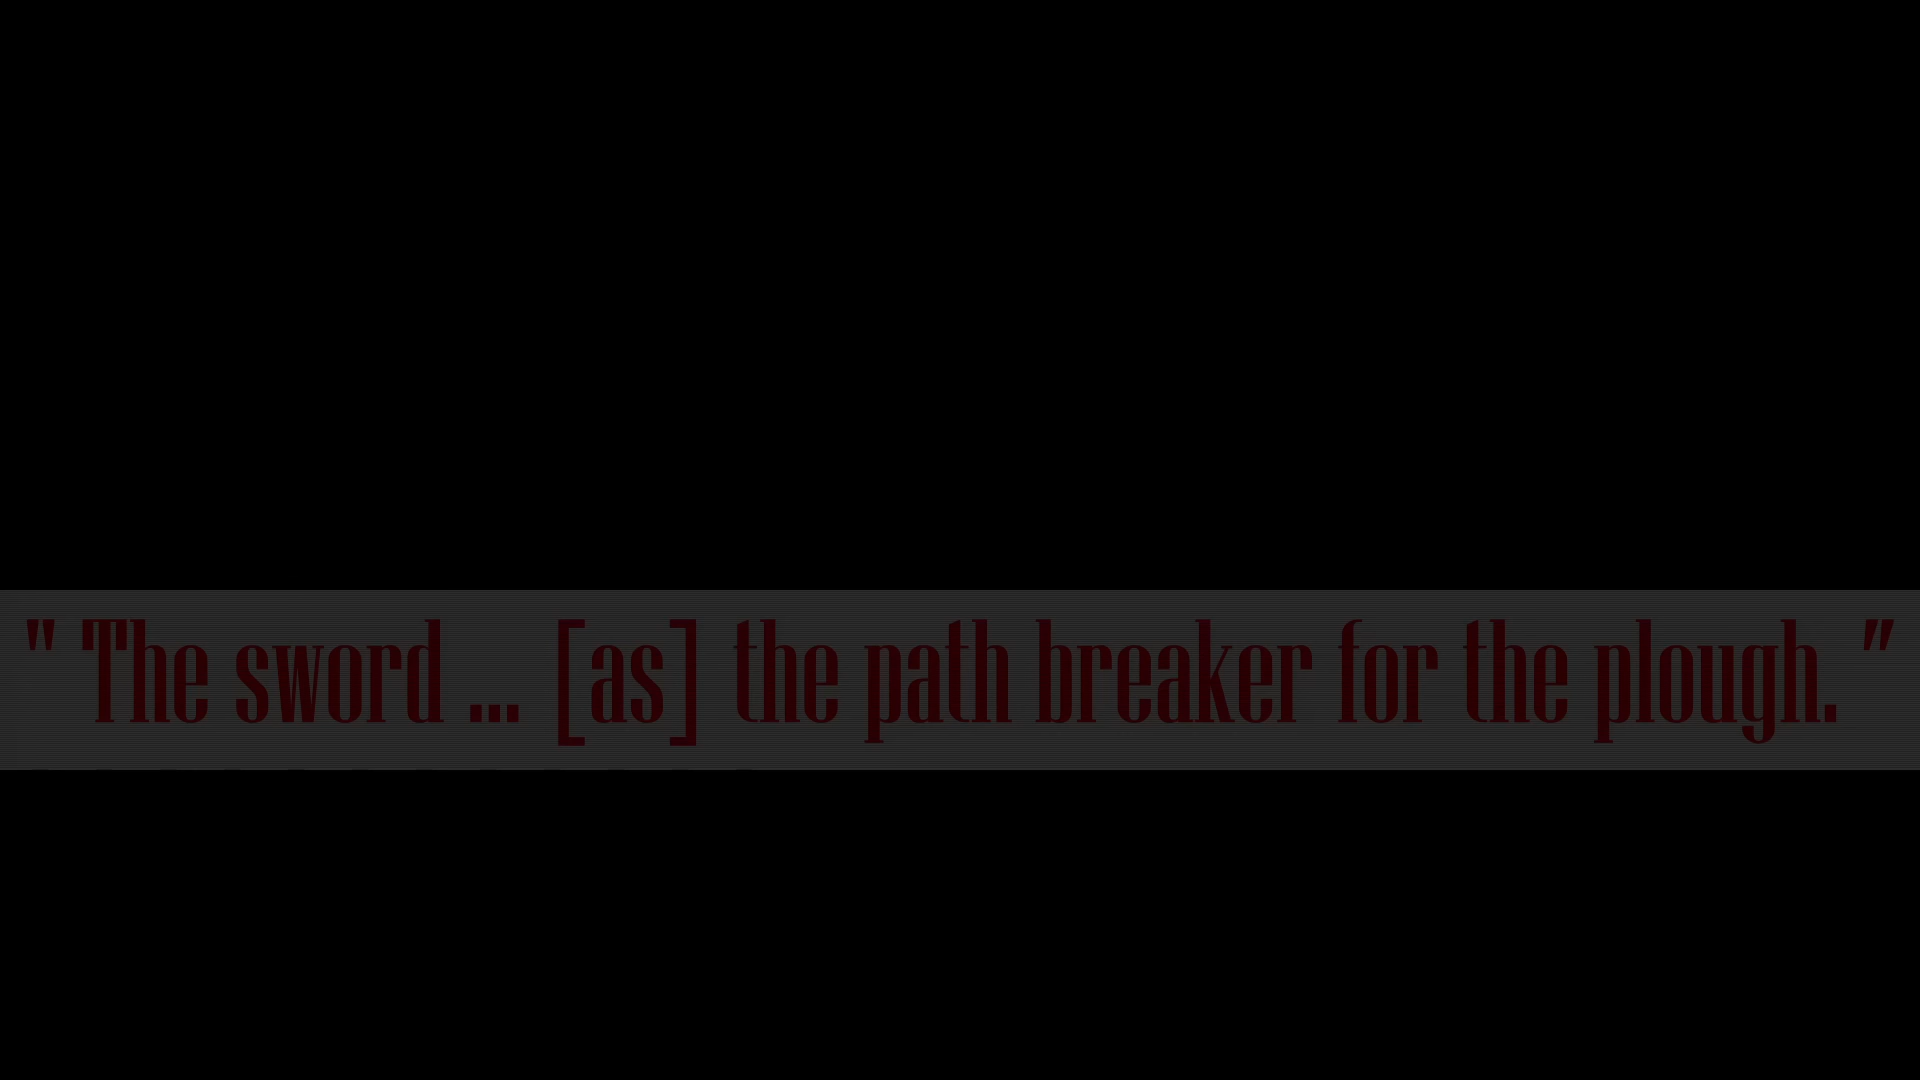 " The sword ... [as] the path breaker for the plough. "